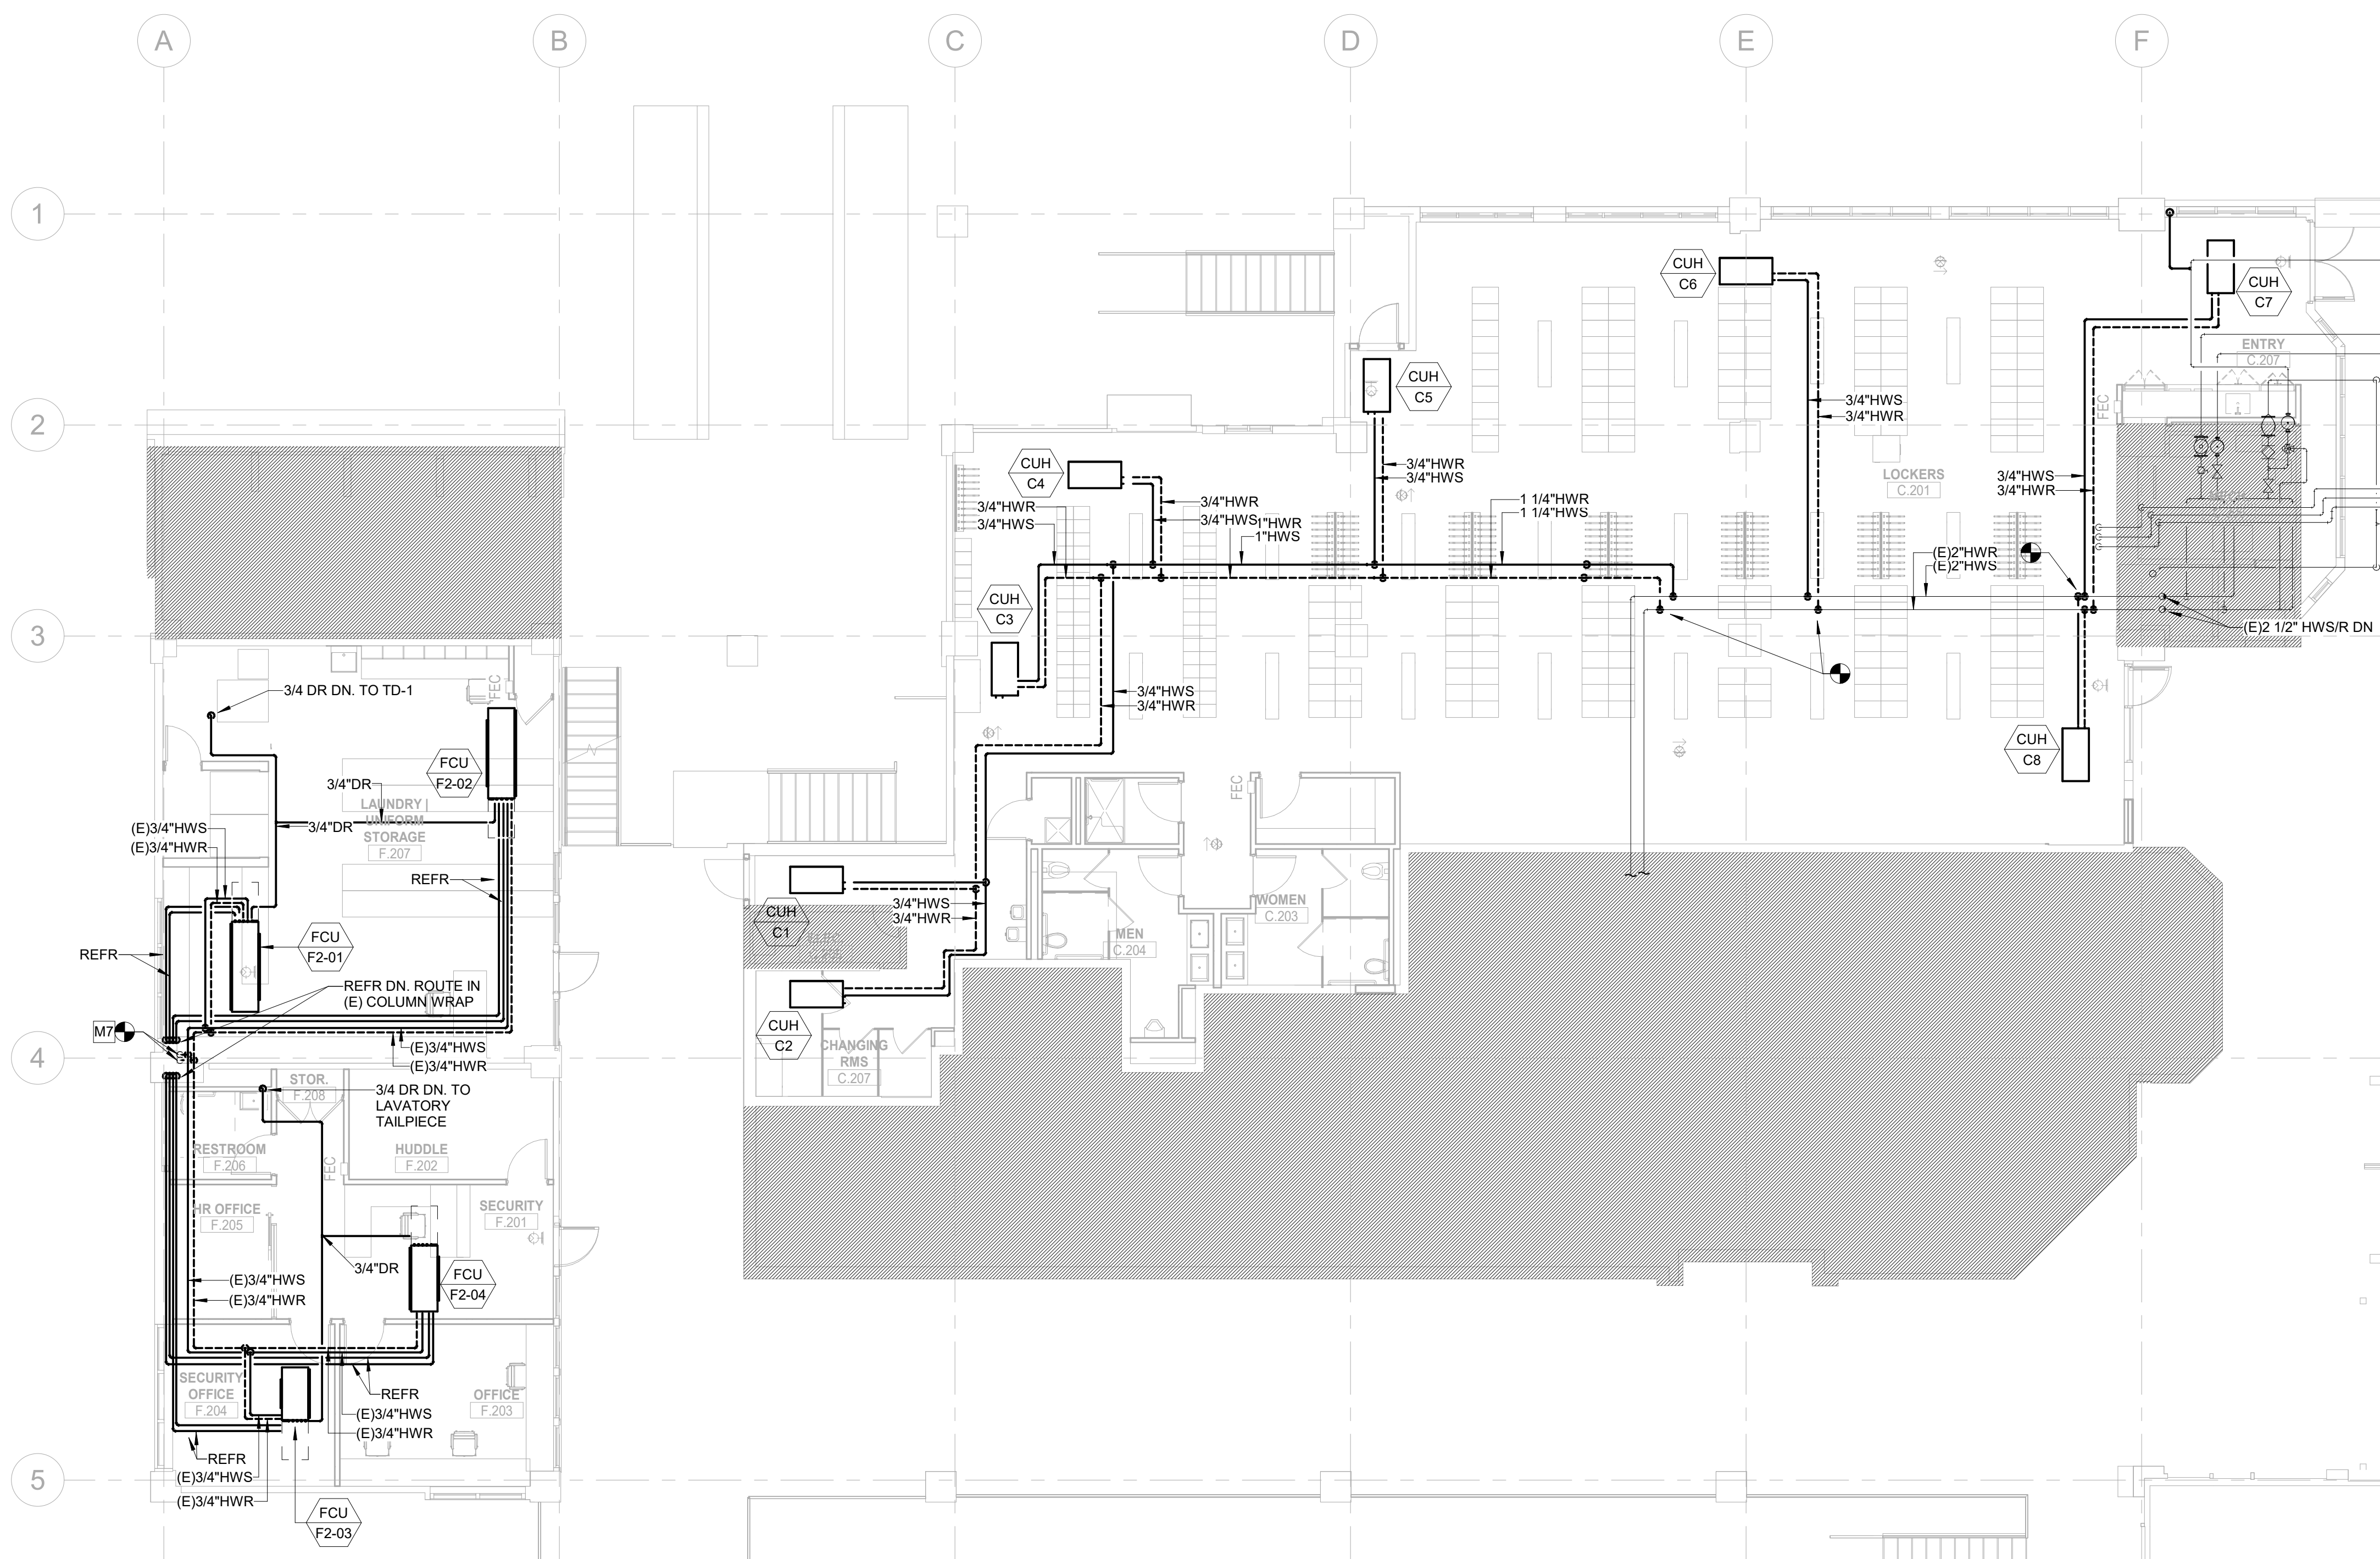 A
B
C
D
E
F
1
2
3
4
5
CUH
C6
CUH
C7
ENTRY
C.207
FEC
CUH
C5
3/4"HWS
3/4"HWR
CUH
C4
3/4"HWR
3/4"HWS
3/4"HWR
3/4"HWS
1"HWR
1"HWS
3/4"HWR
3/4"HWS
1 1/4"HWR
1 1/4"HWS
LOCKERS
C.201
3/4"HWS
3/4"HWR
(E)2"HWR
(E)2"HWS
(E)2 1/2" HWS/R DN
CUH
C3
3/4"HWS
3/4"HWR
CUH
C8
3/4 DR DN. TO TD-1
FEC
FCU
F2-02
3/4"DR
LAUNDRY |
UNIFORM
STORAGE
F.207
3/4"DR
(E)3/4"HWS
(E)3/4"HWR
REFR
FEC
CUH
C1
3/4"HWS
3/4"HWR
WOMEN
C.203
MEN
C.204
FCU
F2-01
REFR
REFR DN. ROUTE IN
(E) COLUMN WRAP
M7
(E)3/4"HWS
(E)3/4"HWR
CUH
C2
CHANGING
RMS
C.207
STOR.
F.208
3/4 DR DN. TO
LAVATORY
TAILPIECE
RESTROOM
F.206
FEC
HUDDLE
F.202
HR OFFICE
F.205
SECURITY
F.201
3/4"DR
FCU
F2-04
(E)3/4"HWS
(E)3/4"HWR
SECURITY
OFFICE
F.204
REFR
(E)3/4"HWS
(E)3/4"HWR
OFFICE
F.203
REFR
(E)3/4"HWS
(E)3/4"HWR
FCU
F2-03